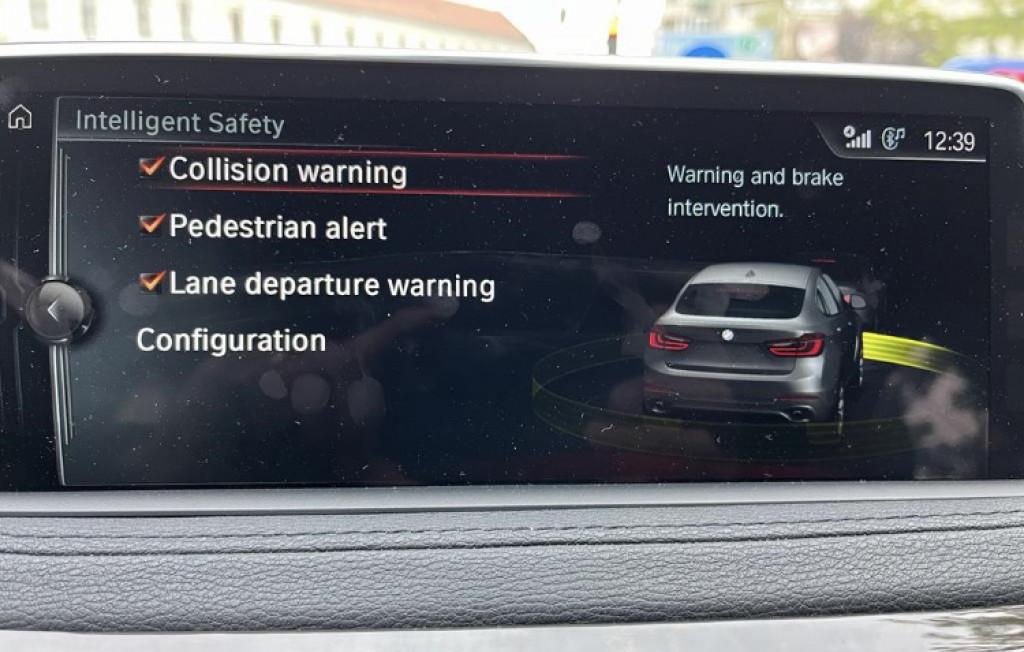 Intelligent Safety
12:39
Collision warning
Pedestrian alert
Lane departure warning
Configuration
Warning and brake
intervention.